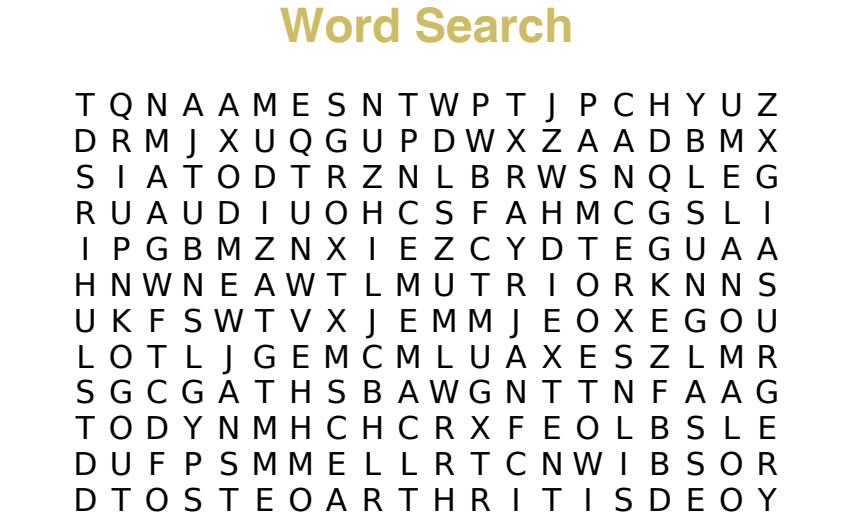 Word Search
T Q N A A M E S N T W P T J P C H Y U Z
D R M J X U Q G U P D W X Z A A D B M X
S I A T O D T R Z N L B R W S N Q L E G
R U A U D I U O H C S F A H M C G S L I
I P G B M Z N X I E Z C Y D T E G U A A
H N W N E A W T L M U T R I O R K N N S
U K F S W T V X J E M M J E O X E G O U
L O T L J G E M C M L U A X E S Z L M R
S G C G A T H S B A W G N T T N F A A G
T O D Y N M H C H C R X F E O L B S L E
D U F P S M M E L L R T C N W I B S O R
D T O S T E O A R T H R I T I S D E O Y